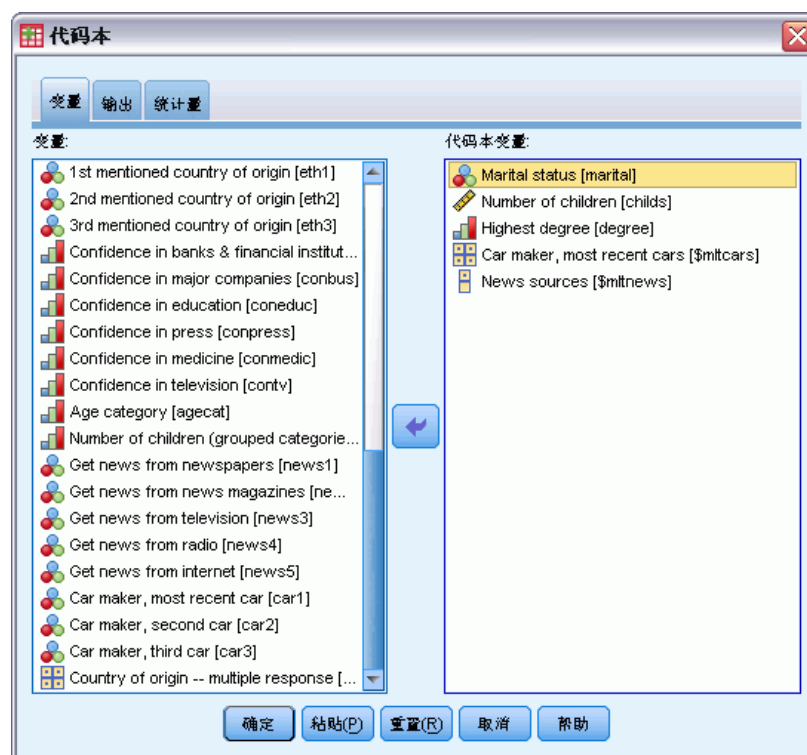 代码本
变量 输出 统计量
变量:
1st mentioned country of origin [eth1]
2nd mentioned country of origin [eth2]
3rd mentioned country of origin [eth3]
Confidence in banks & financial institut...
Confidence in major companies [conbus]
Confidence in education [coneduc]
Confidence in press [conpress]
Confidence in medicine [conmedic]
Confidence in television [contv]
Age category [agecat]
Number of children (grouped categorie...
Get news from newspapers [news1]
Get news from news magazines [ne...
Get news from television [news3]
Get news from radio [news4]
Get news from internet [news5]
Car maker, most recent car [car1]
Car maker, second car [car2]
Car maker, third car [car3]
Country of origin -- multiple response [...
代码本变量:
Marital status [marital]
Number of children [childs]
Highest degree [degree]
Car maker, most recent cars [$mltcars]
News sources [$mltnews]
确定 粘贴(P) 重置(R) 取消 帮助